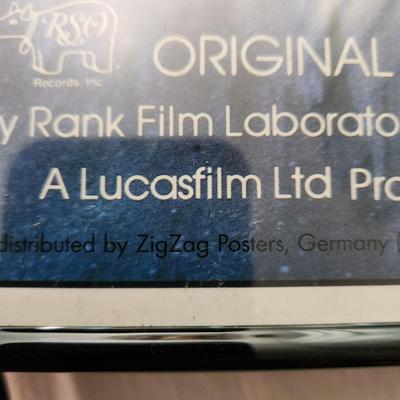 RSO
Records, Inc.
ORIGINAL
y Rank Film Laborato
A Lucasfilm Ltd Pro
distributed by ZigZag Posters, Germany (